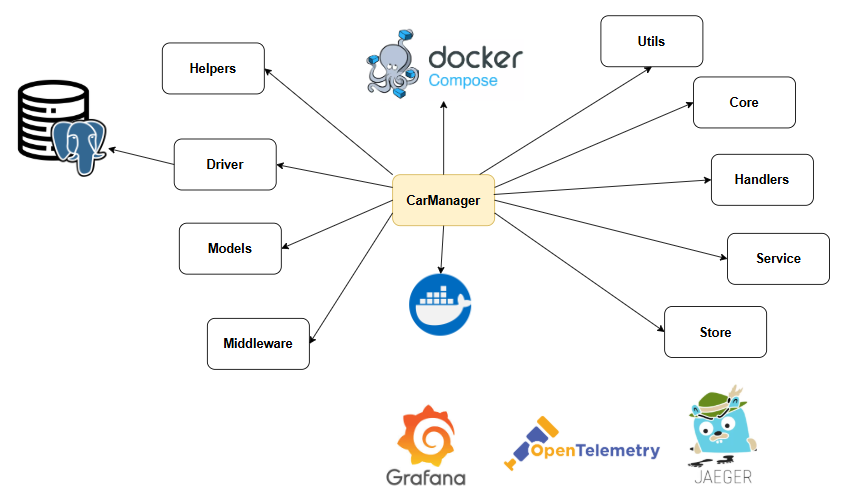 Utils
docker
Compose
Helpers
Core
Driver
Handlers
CarManager
Models
Service
Store
Middleware
OpenTelemetry
Grafana
JAEGER